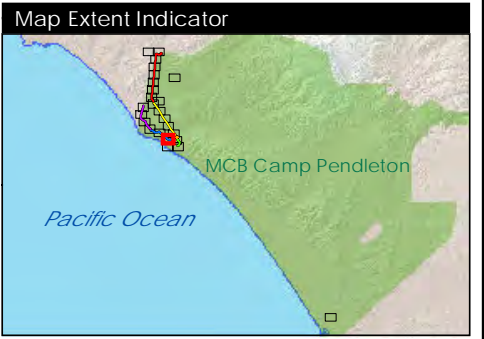 Map Extent Indicator
MCB Camp Pendleton
Pacific Ocean